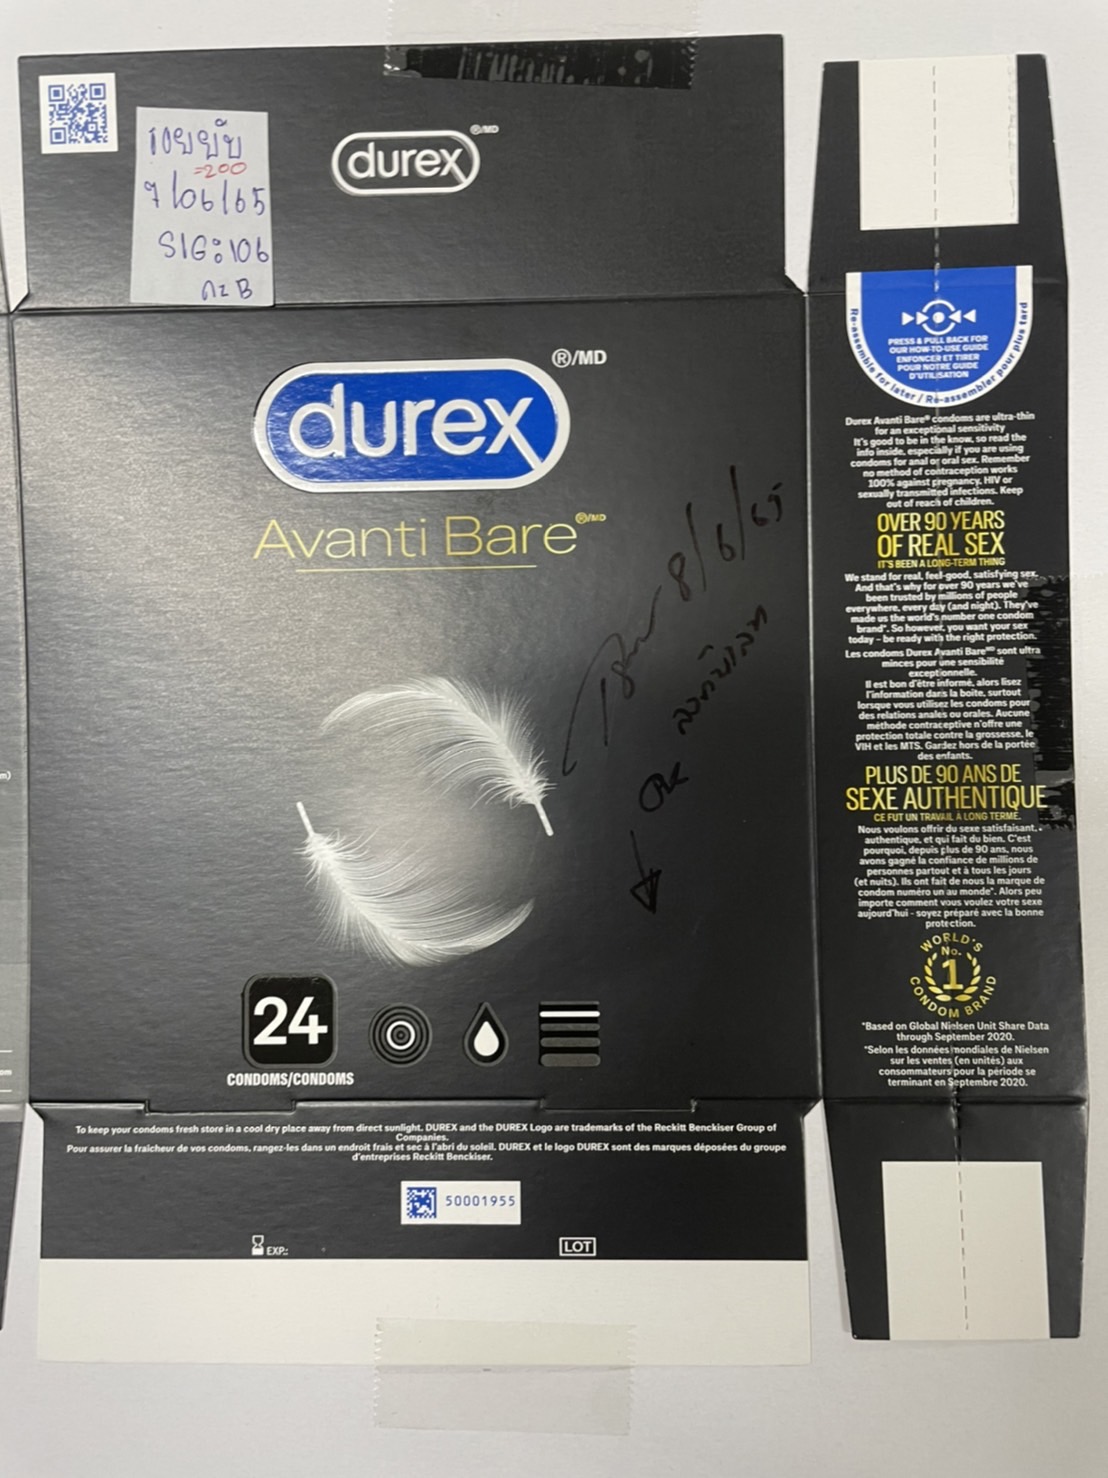 ®/MD
durex
=200
7/06/65
SIG: 106
กะ B
®/MD
durex
Avanti Bare®/MD
8/6/65
OK
24
CONDOMS/CONDOMS
To keep your condoms fresh store in a cool dry place away from direct sunlight. DUREX and the DUREX Logo are trademarks of the Reckitt Benckiser Group of
Companies.
Pour assurer la fraîcheur de vos condoms, rangez-les dans un endroit frais et sec à l'abri du soleil. DUREX et le logo DUREX sont des marques déposées du groupe
d'entreprises Reckitt Benckiser.
50001955
EXP.:
LOT
PRESS & PULL BACK FOR
OUR HOW-TO-USE GUIDE
ENFONCER ET TIRER
POUR NOTRE GUIDE
D'UTILISATION
Re-assemble for later / Re-assembler pour plus tard
Durex Avanti Bare® condoms are ultra-thin
for an exceptional sensitivity
It's good to be in the know, so read the
info inside, especially if you are using
condoms for anal or oral sex. Remember
no method of contraception works
100% against pregnancy, HIV or
sexually transmitted infections. Keep
out of reach of children.
OVER 90 YEARS
OF REAL SEX
IT'S BEEN A LONG-TERM THING
We stand for real, feel-good, satisfying sex.
And that's why for over 90 years we've
been trusted by millions of people
everywhere, every day (and night). They've
made us the world's number one condom
brand*. So however, you want your sex
today – be ready with the right protection.
Les condoms Durex Avanti Bare MD sont ultra
minces pour une sensibilité
exceptionnelle.
Il est bon d'être informé, alors lisez
l'information dans la boîte, surtout
lorsque vous utilisez les condoms pour
des relations anales ou orales. Aucune
méthode contraceptive n'offre une
protection totale contre la grossesse, le
VIH et les MTS. Gardez hors de la portée
des enfants.
PLUS DE 90 ANS DE
SEXE AUTHENTIQUE
CE FUT UN TRAVAIL À LONG TERME.
Nous voulons offrir du sexe satisfaisant,
authentique, et qui fait du bien. C'est
pourquoi, depuis plus de 90 ans, nous
avons gagné la confiance de millions de
personnes partout et à tous les jours
(et nuits). Ils ont fait de nous la marque de
condom numéro un au monde*. Alors peu
importe comment vous voulez votre sexe
aujourd'hui - soyez préparé avec la bonne
protection.
WORLD'S
No.
1
CONDOM BRAND
*Based on Global Nielsen Unit Share Data
through September 2020.
*Selon les données mondiales de Nielsen
sur les ventes (en unités) aux
consommateurs pour la période se
terminant en Septembre 2020.